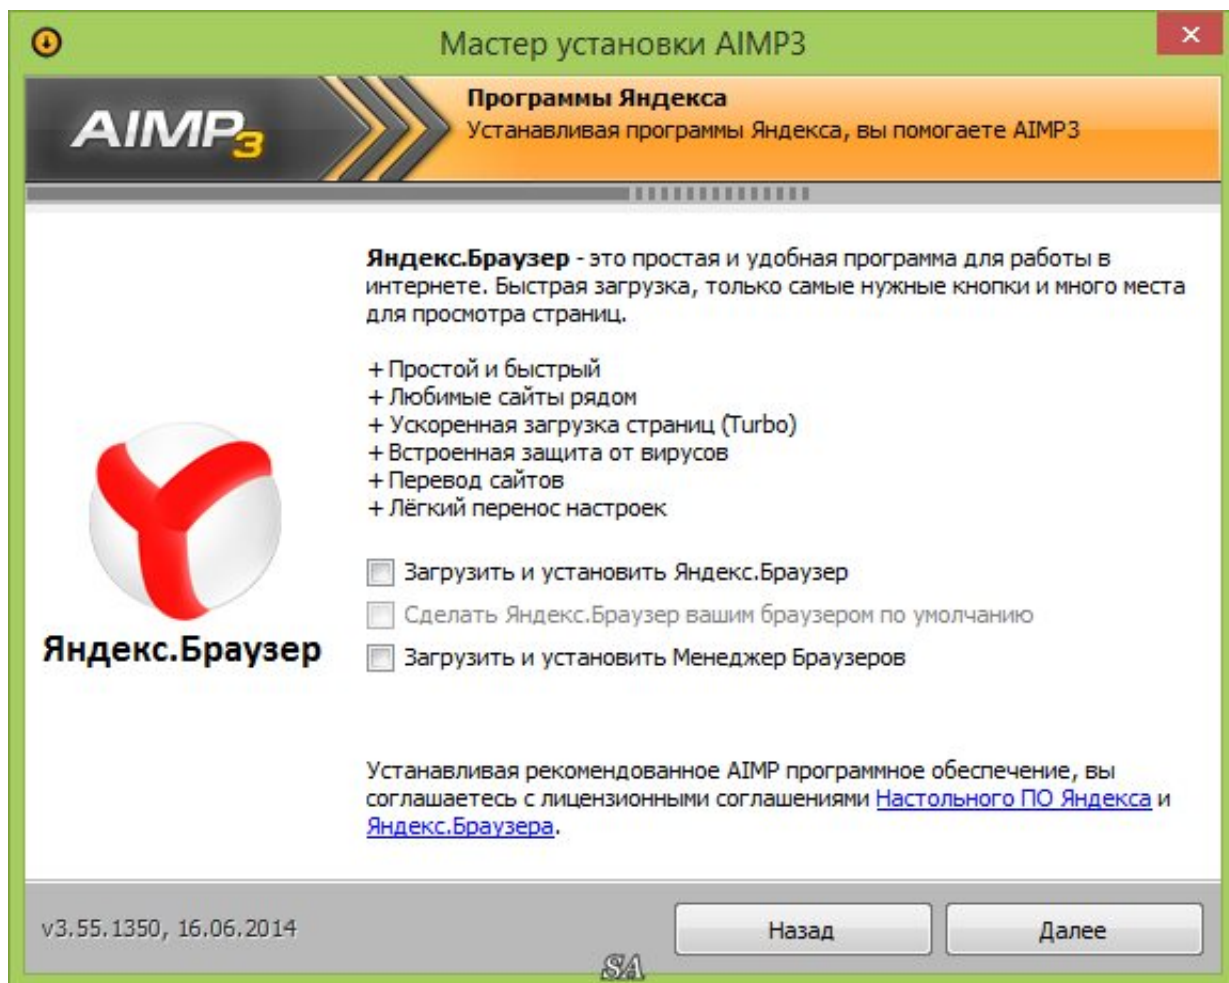 Мастер установки AIMP3
AIMP3
Программы Яндекса
Устанавливая программы Яндекса, вы помогаете AIMP3
Яндекс.Браузер - это простая и удобная программа для работы в
интернете. Быстрая загрузка, только самые нужные кнопки и много места
для просмотра страниц.
+ Простой и быстрый
+ Любимые сайты рядом
+ Ускоренная загрузка страниц (Turbo)
+ Встроенная защита от вирусов
+ Перевод сайтов
+ Лёгкий перенос настроек
Яндекс.Браузер
Загрузить и установить Яндекс.Браузер
Сделать Яндекс.Браузер вашим браузером по умолчанию
Загрузить и установить Менеджер Браузеров
Устанавливая рекомендованное AIMP программное обеспечение, вы
соглашаетесь с лицензионными соглашениями Настольного ПО Яндекса и
Яндекс.Браузера.
v3.55.1350, 16.06.2014
Назад
Далее
SA